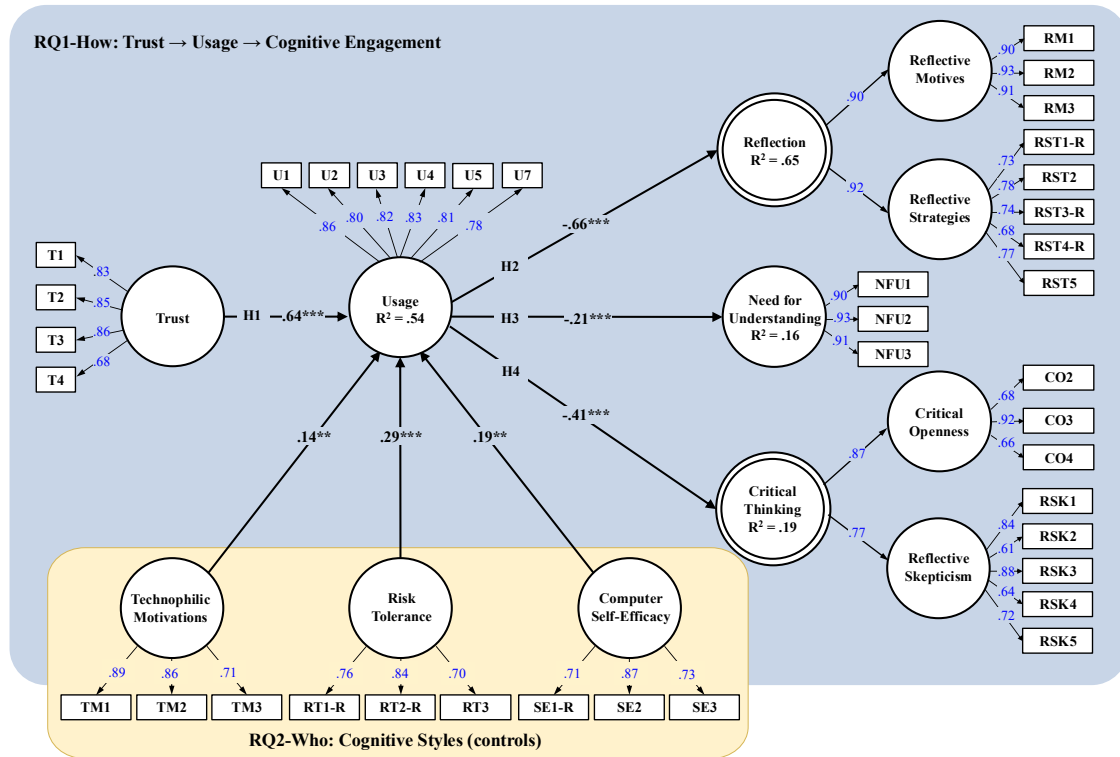 RQ1-How: Trust → Usage → Cognitive Engagement
T1
T2
T3
T4
.83
.85
.86
.68
Trust
H1
.64***
U1
U2
U3
U4
U5
U7
.86
.80
.82
.83
.81
.78
Usage
R² = .54
H2
-.66***
H3
-.21***
H4
-.41***
Reflection
R² = .65
.90
.92
Reflective
Motives
.90
.93
.91
RM1
RM2
RM3
Reflective
Strategies
.73
.78
.74
.68
.77
RST1-R
RST2
RST3-R
RST4-R
RST5
Need for
Understanding
R² = .16
.90
.93
.91
NFU1
NFU2
NFU3
Critical
Thinking
R² = .19
.87
.77
Critical
Openness
.68
.92
.66
CO2
CO3
CO4
Reflective
Skepticism
.84
.61
.88
.64
.72
RSK1
RSK2
RSK3
RSK4
RSK5
.14**
.29***
.19**
Technophilic
Motivations
.89
.86
.71
TM1
TM2
TM3
Risk
Tolerance
.76
.84
.70
RT1-R
RT2-R
RT3
Computer
Self-Efficacy
.71
.87
.73
SE1-R
SE2
SE3
RQ2-Who: Cognitive Styles (controls)